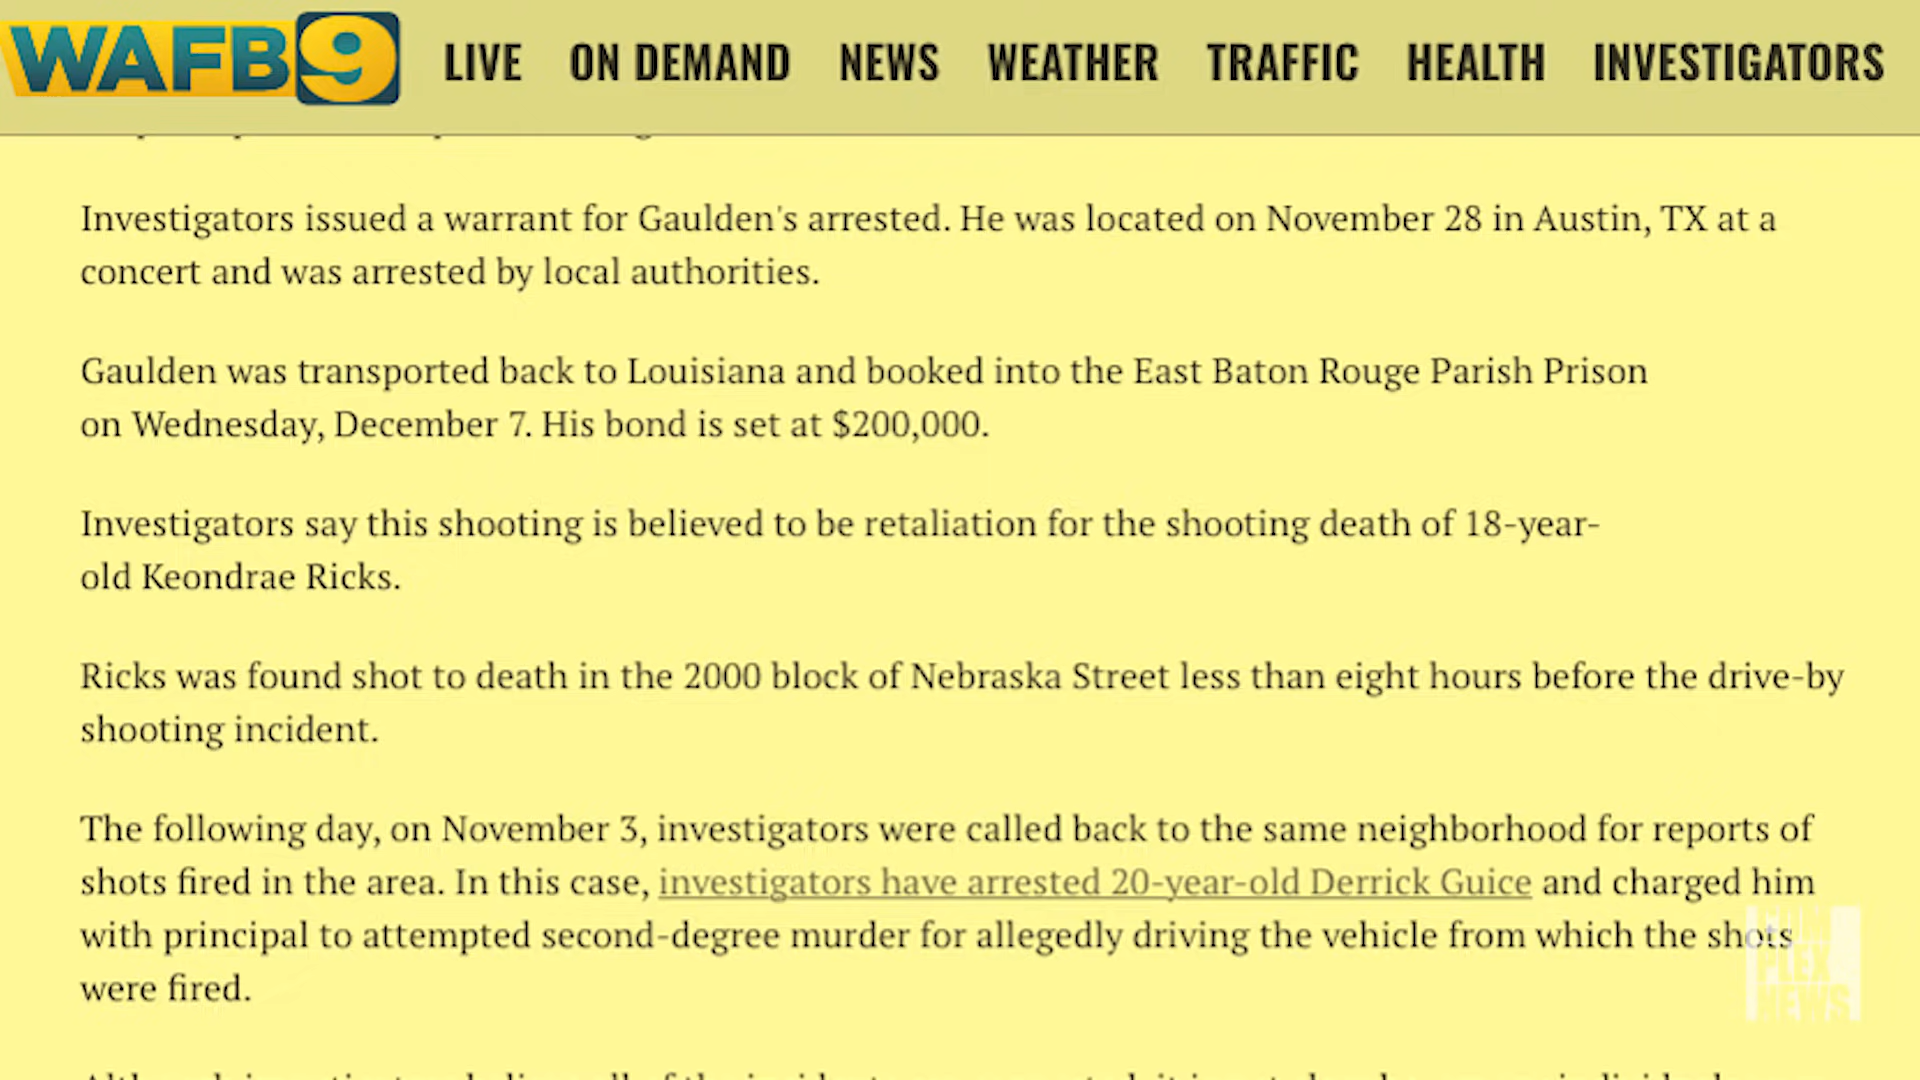 WAFB9 LIVE ON DEMAND NEWS WEATHER TRAFFIC HEALTH INVESTIGATORS
Investigators issued a warrant for Gaulden's arrested. He was located on November 28 in Austin, TX at a
concert and was arrested by local authorities.
Gaulden was transported back to Louisiana and booked into the East Baton Rouge Parish Prison
on Wednesday, December 7. His bond is set at $200,000.
Investigators say this shooting is believed to be retaliation for the shooting death of 18-year-
old Keondrae Ricks.
Ricks was found shot to death in the 2000 block of Nebraska Street less than eight hours before the drive-by
shooting incident.
The following day, on November 3, investigators were called back to the same neighborhood for reports of
shots fired in the area. In this case, investigators have arrested 20-year-old Derrick Guice and charged him
with principal to attempted second-degree murder for allegedly driving the vehicle from which the shots
were fired.
COM
PLEX
NEWS